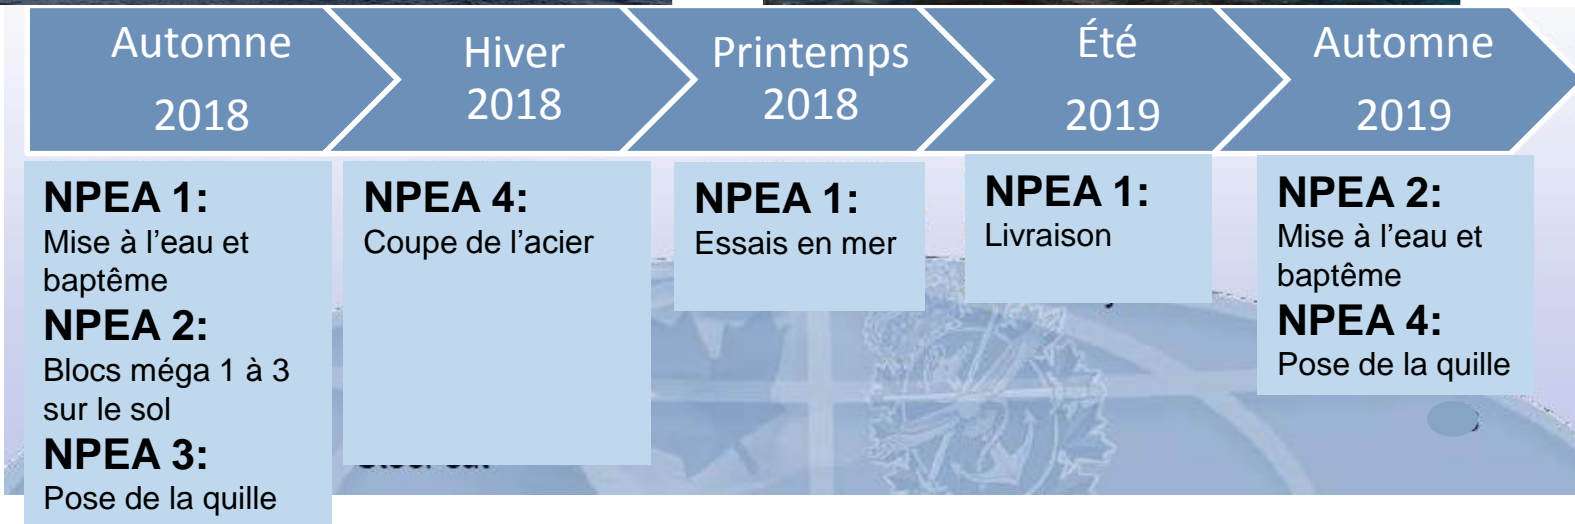 Automne
2018
Hiver
2018
Printemps
2018
Été
2019
Automne
2019
NPEA 1:
Mise à l’eau et
baptême
NPEA 2:
Blocs méga 1 à 3
sur le sol
NPEA 3:
Pose de la quille
NPEA 4:
Coupe de l’acier
NPEA 1:
Essais en mer
NPEA 1:
Livraison
NPEA 2:
Mise à l’eau et
baptême
NPEA 4:
Pose de la quille